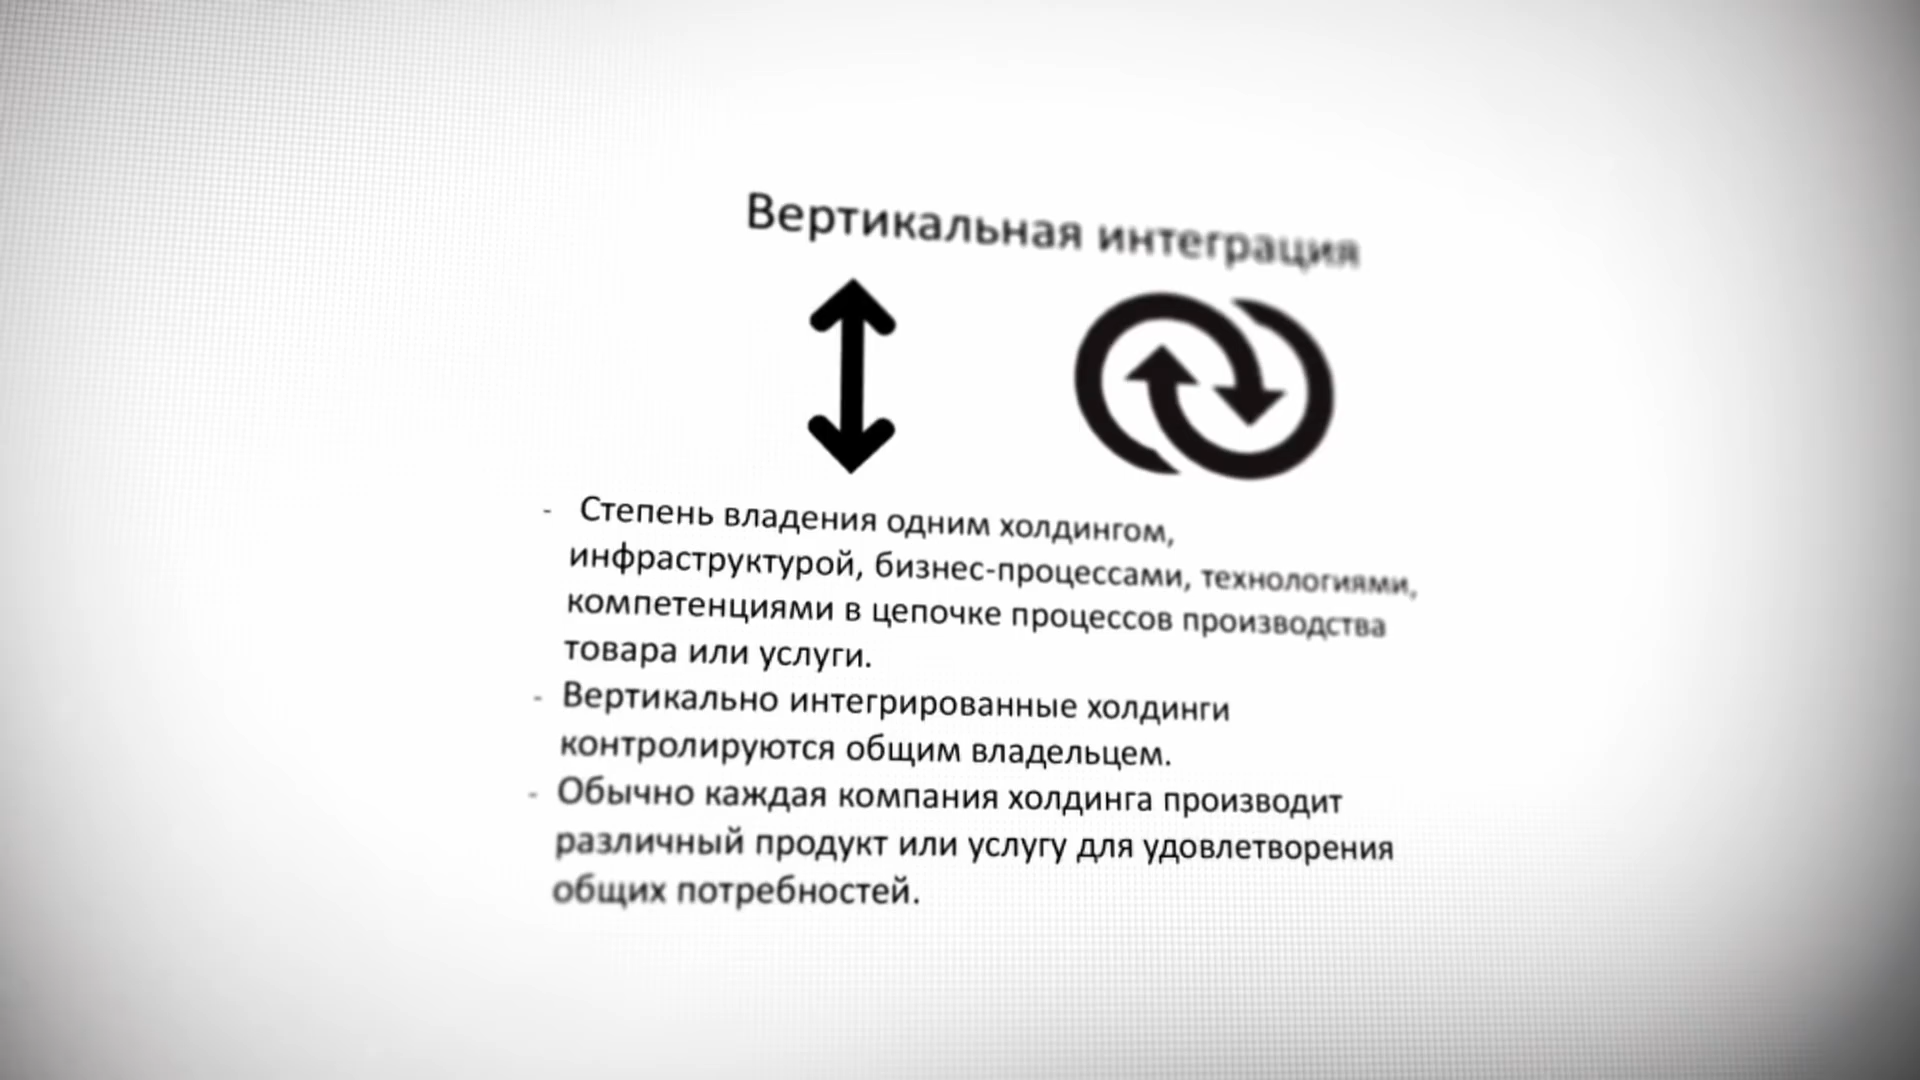 Вертикальная интеграция
- Степень владения одним холдингом,
инфраструктурой, бизнес-процессами, технологиями,
компетенциями в цепочке процессов производства
товара или услуги.
- Вертикально интегрированные холдинги
контролируются общим владельцем.
- Обычно каждая компания холдинга производит
различный продукт или услугу для удовлетворения
общих потребностей.